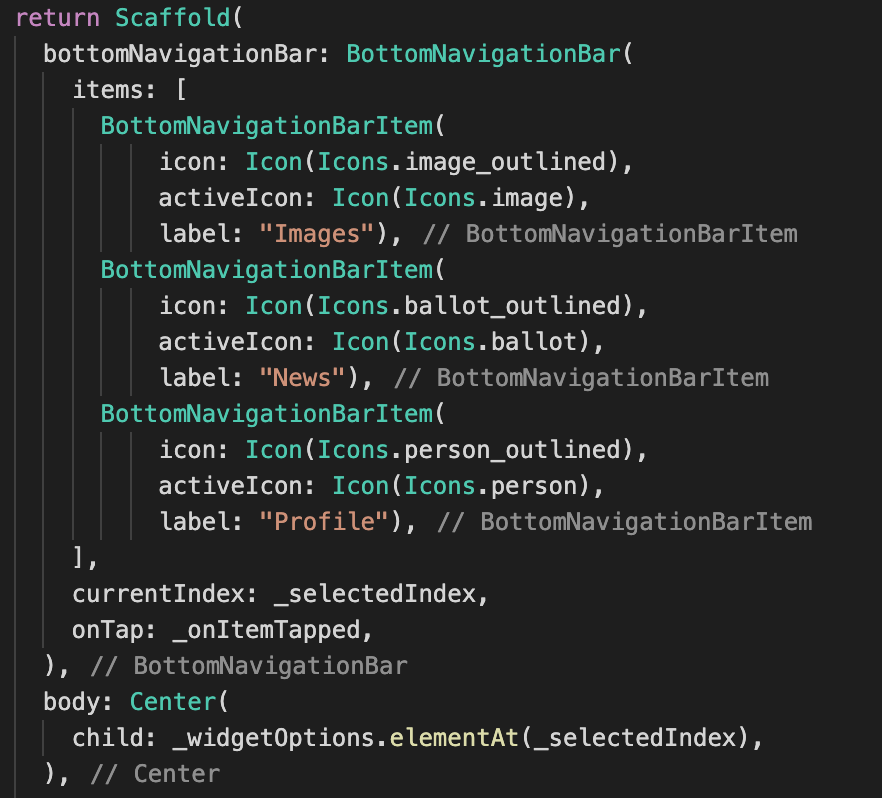 return Scaffold(
bottomNavigationBar: BottomNavigationBar(
items: [
BottomNavigationBarItem(
icon: Icon(Icons.image_outlined),
activeIcon: Icon(Icons.image),
label: "Images"), // BottomNavigationBarItem
BottomNavigationBarItem(
icon: Icon(Icons.ballot_outlined),
activeIcon: Icon(Icons.ballot),
label: "News"), // BottomNavigationBarItem
BottomNavigationBarItem(
icon: Icon(Icons.person_outlined),
activeIcon: Icon(Icons.person),
label: "Profile"), // BottomNavigationBarItem
],
currentIndex: _selectedIndex,
onTap: _onItemTapped,
), // BottomNavigationBar
body: Center(
child: _widgetOptions.elementAt(_selectedIndex),
), // Center